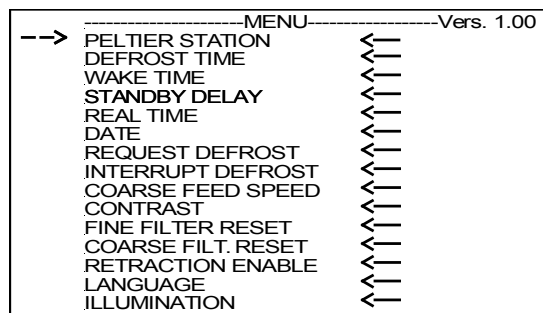 ----------------------MENU------------------Vers. 1.00
--> PELTIER STATION <—
DEFROST TIME <—
WAKE TIME <—
STANDBY DELAY <—
REAL TIME <—
DATE <—
REQUEST DEFROST <—
INTERRUPT DEFROST <—
COARSE FEED SPEED <—
CONTRAST <—
FINE FILTER RESET <—
COARSE FILT. RESET <—
RETRACTION ENABLE <—
LANGUAGE <—
ILLUMINATION <—